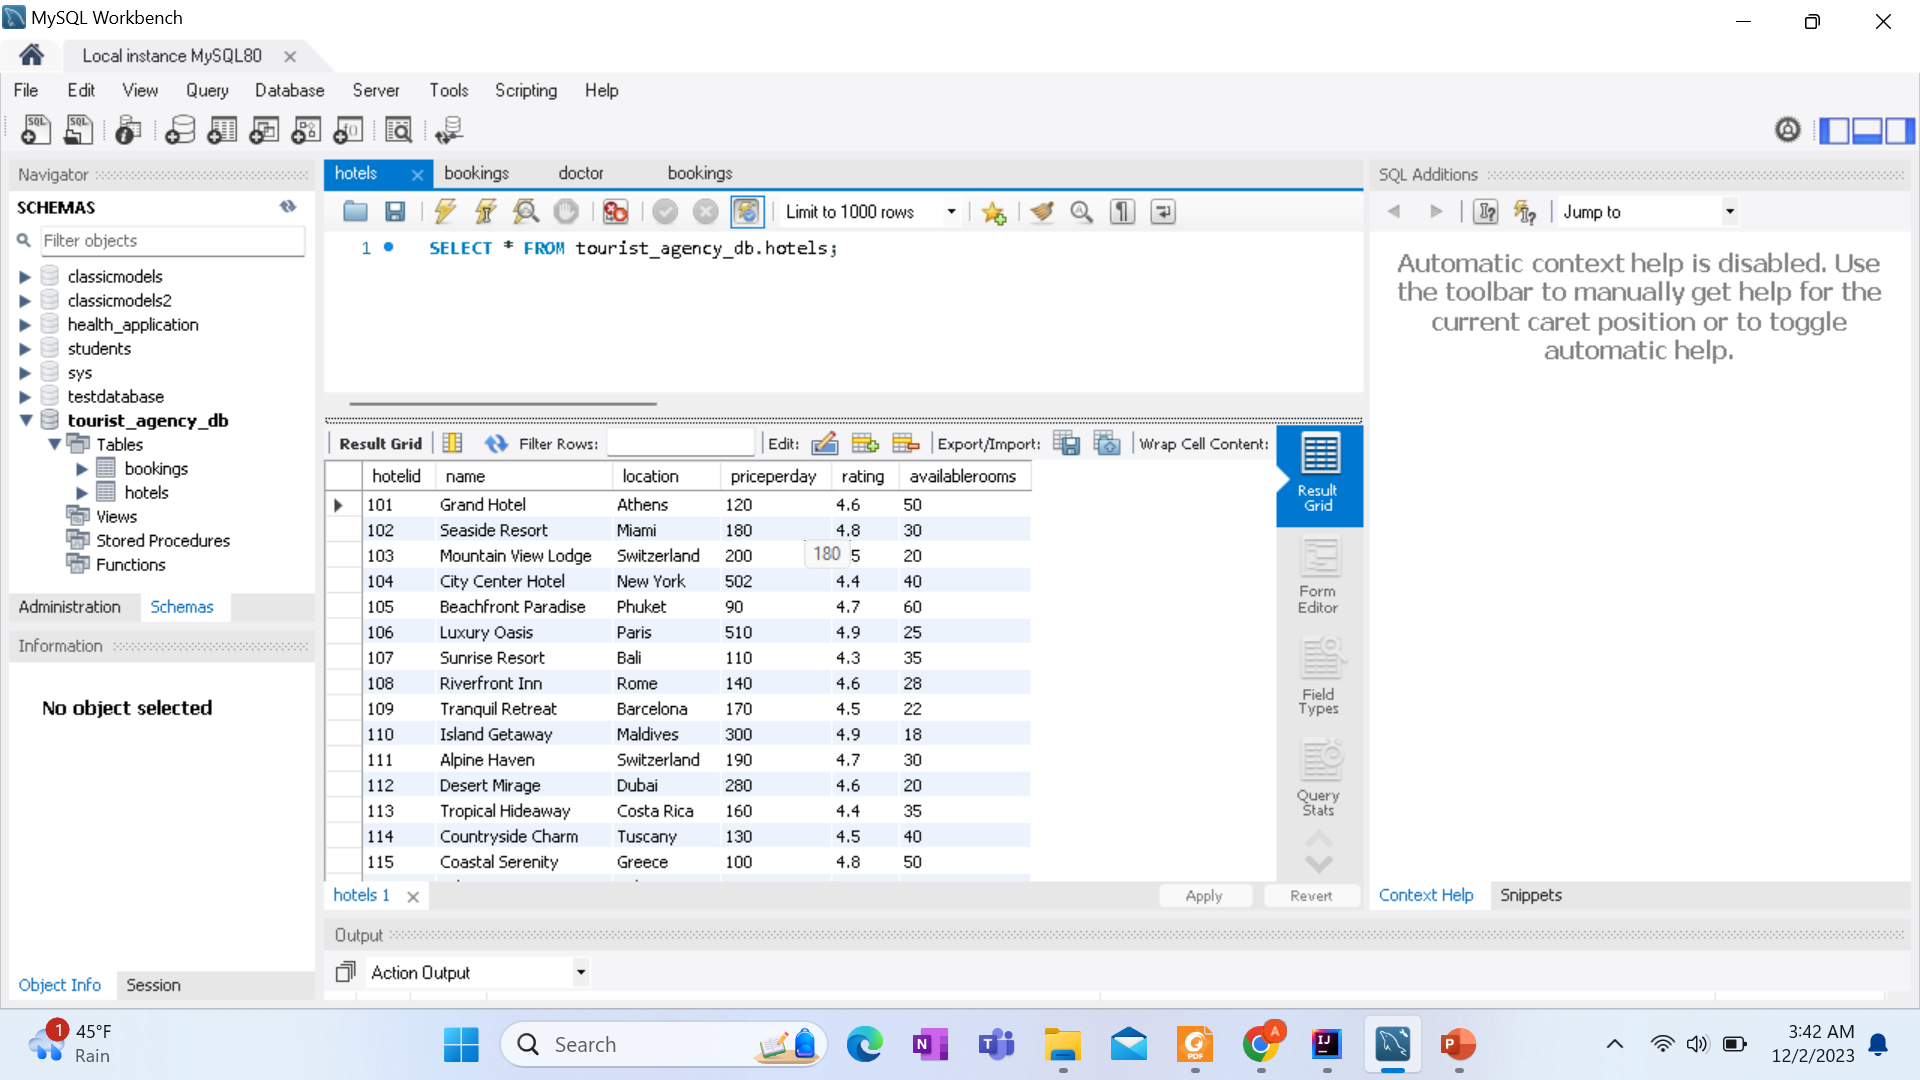 MySQL Workbench
Local instance MySQL80
File Edit View Query Database Server Tools Scripting Help
Navigator
SCHEMAS
Filter objects
classicmodels
classicmodels2
health_application
students
sys
testdatabase
tourist_agency_db
Tables
bookings
hotels
Views
Stored Procedures
Functions
Administration Schemas
Information
No object selected
Object Info Session
hotels bookings doctor bookings
Limit to 1000 rows
1 SELECT * FROM tourist_agency_db.hotels;
Result Grid Filter Rows: Edit: Export/Import: Wrap Cell Content:
hotelid name location priceperday rating availablerooms
101 Grand Hotel Athens 120 4.6 50
102 Seaside Resort Miami 180 4.8 30
103 Mountain View Lodge Switzerland 200 180 5 20
104 City Center Hotel New York 502 4.4 40
105 Beachfront Paradise Phuket 90 4.7 60
106 Luxury Oasis Paris 510 4.9 25
107 Sunrise Resort Bali 110 4.3 35
108 Riverfront Inn Rome 140 4.6 28
109 Tranquil Retreat Barcelona 170 4.5 22
110 Island Getaway Maldives 300 4.9 18
111 Alpine Haven Switzerland 190 4.7 30
112 Desert Mirage Dubai 280 4.6 20
113 Tropical Hideaway Costa Rica 160 4.4 35
114 Countryside Charm Tuscany 130 4.5 40
115 Coastal Serenity Greece 100 4.8 50
Result
Grid
Form
Editor
Field
Types
Query
Stats
hotels 1 Apply Revert
Output
Action Output
SQL Additions
Jump to
Automatic context help is disabled. Use
the toolbar to manually get help for the
current caret position or to toggle
automatic help.
Context Help Snippets
1 45°F
Rain
Search
3:42 AM
12/2/2023